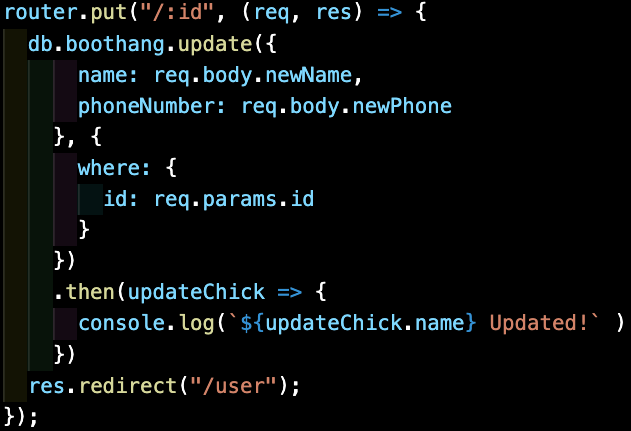 router.put("/:id", (req, res) => {
  db.boothang.update({
      name: req.body.newName,
      phoneNumber: req.body.newPhone
    }, {
      where: {
        id: req.params.id
      }
    })
    .then(updateChick => {
      console.log(`${updateChick.name} Updated!` )
    })
  res.redirect("/user");
});